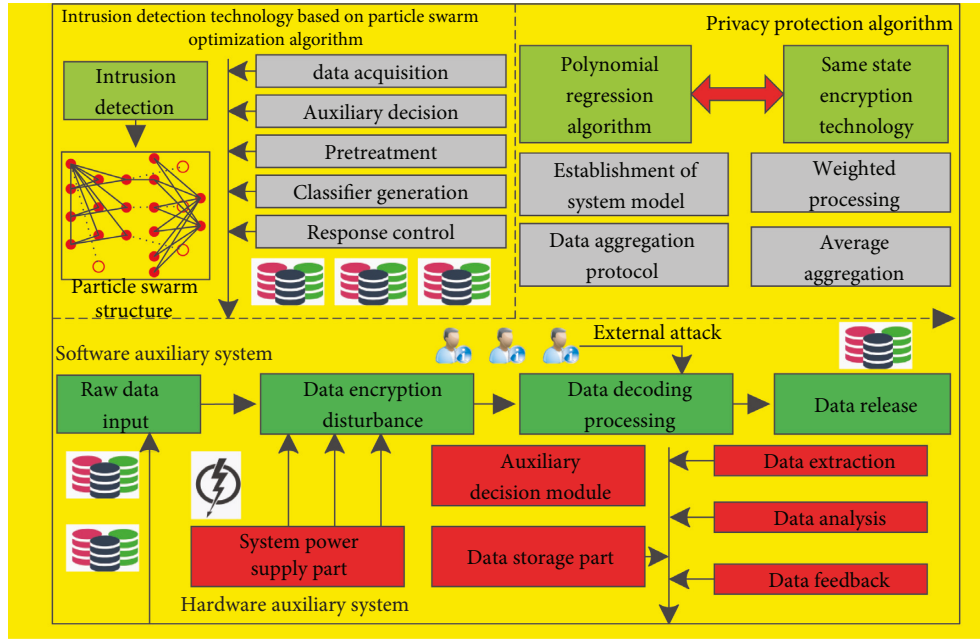 Intrusion detection technology based on particle swarm
optimization algorithm
Intrusion
detection
Particle swarm
structure
data acquisition
Auxiliary decision
Pretreatment
Classifier generation
Response control
Privacy protection algorithm
Polynomial
regression
algorithm
Same state
encryption
technology
Establishment of
system model
Weighted
processing
Data aggregation
protocol
Average
aggregation
Software auxiliary system
External attack
Raw data
input
Data encryption
disturbance
Data decoding
processing
Data release
System power
supply part
Hardware auxiliary system
Auxiliary
decision module
Data storage part
Data extraction
Data analysis
Data feedback